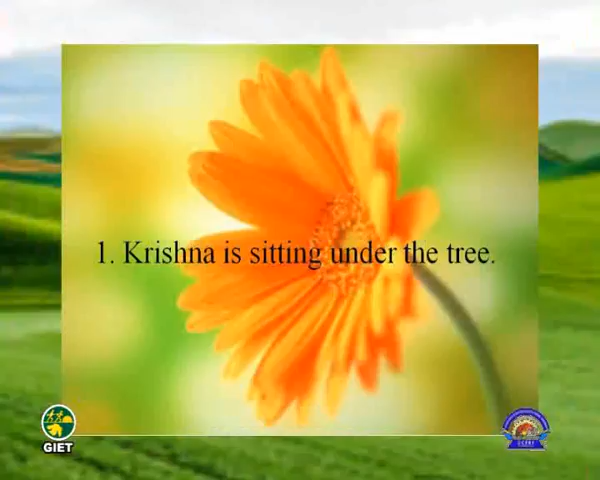 1. Krishna is sitting under the tree.
GIET